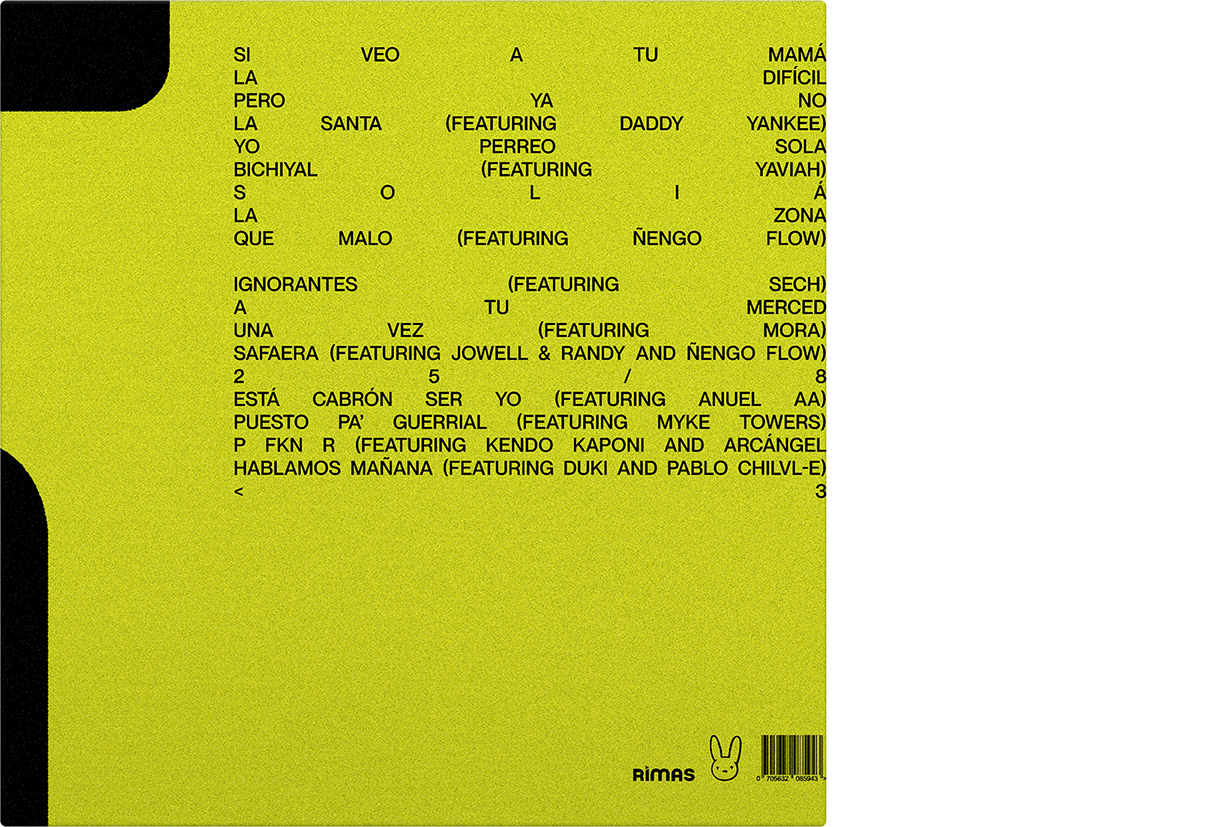 SI VEO A TU MAMÁ
LA DIFÍCIL
PERO YA NO
LA SANTA (FEATURING DADDY YANKEE)
YO PERREO SOLA
BICHIYAL (FEATURING YAVIAH)
S O L I Á
LA ZONA
QUE MALO (FEATURING ÑENGO FLOW)
IGNORANTES (FEATURING SECH)
A TU MERCED
UNA VEZ (FEATURING MORA)
SAFAERA (FEATURING JOWELL & RANDY AND ÑENGO FLOW)
2 5 / 8
ESTÁ CABRÓN SER YO (FEATURING ANUEL AA)
PUESTO PA' GUERRIAL (FEATURING MYKE TOWERS)
P FKN R (FEATURING KENDO KAPONI AND ARCÁNGEL
HABLAMOS MAÑANA (FEATURING DUKI AND PABLO CHILVL-E)
< 3
RIMAS
0 705632 085943 >